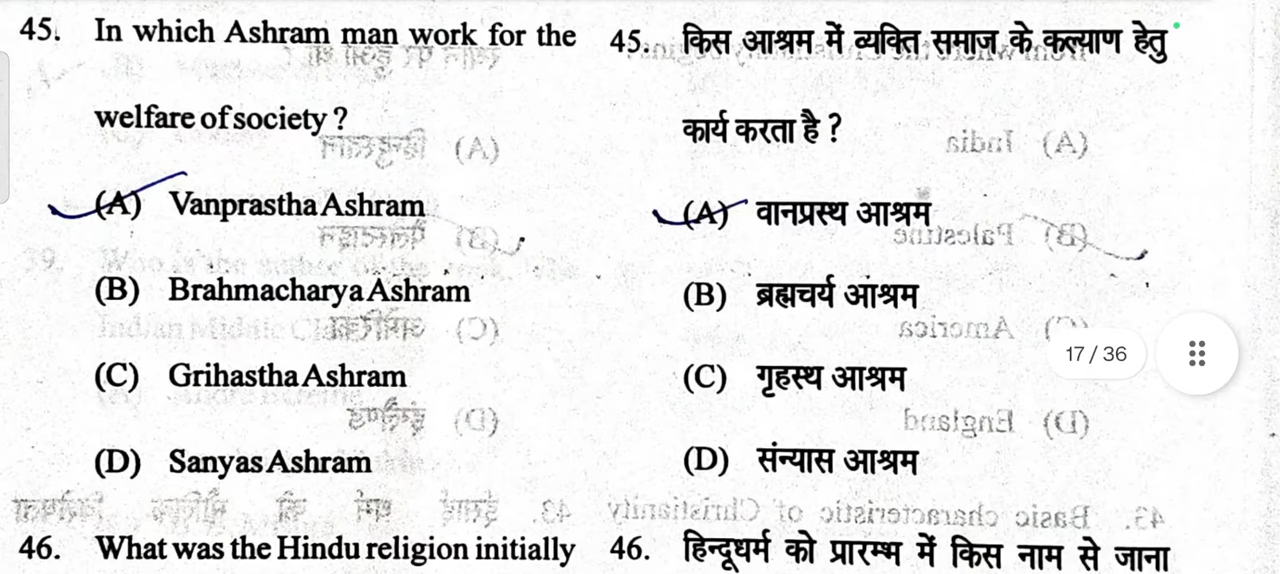 45. In which Ashram man work for the
welfare of society ?
(A) Vanprastha Ashram
(B) Brahmacharya Ashram
(C) Grihastha Ashram
(D) Sanyas Ashram
46. What was the Hindu religion initially
45. किस आश्रम में व्यक्ति समाज के कल्याण हेतु
कार्य करता है ?
(A) वानप्रस्थ आश्रम
(B) ब्रह्मचर्य आश्रम
(C) गृहस्थ आश्रम
(D) संन्यास आश्रम
46. हिन्दूधर्म को प्रारम्भ में किस नाम से जाना
17 / 36